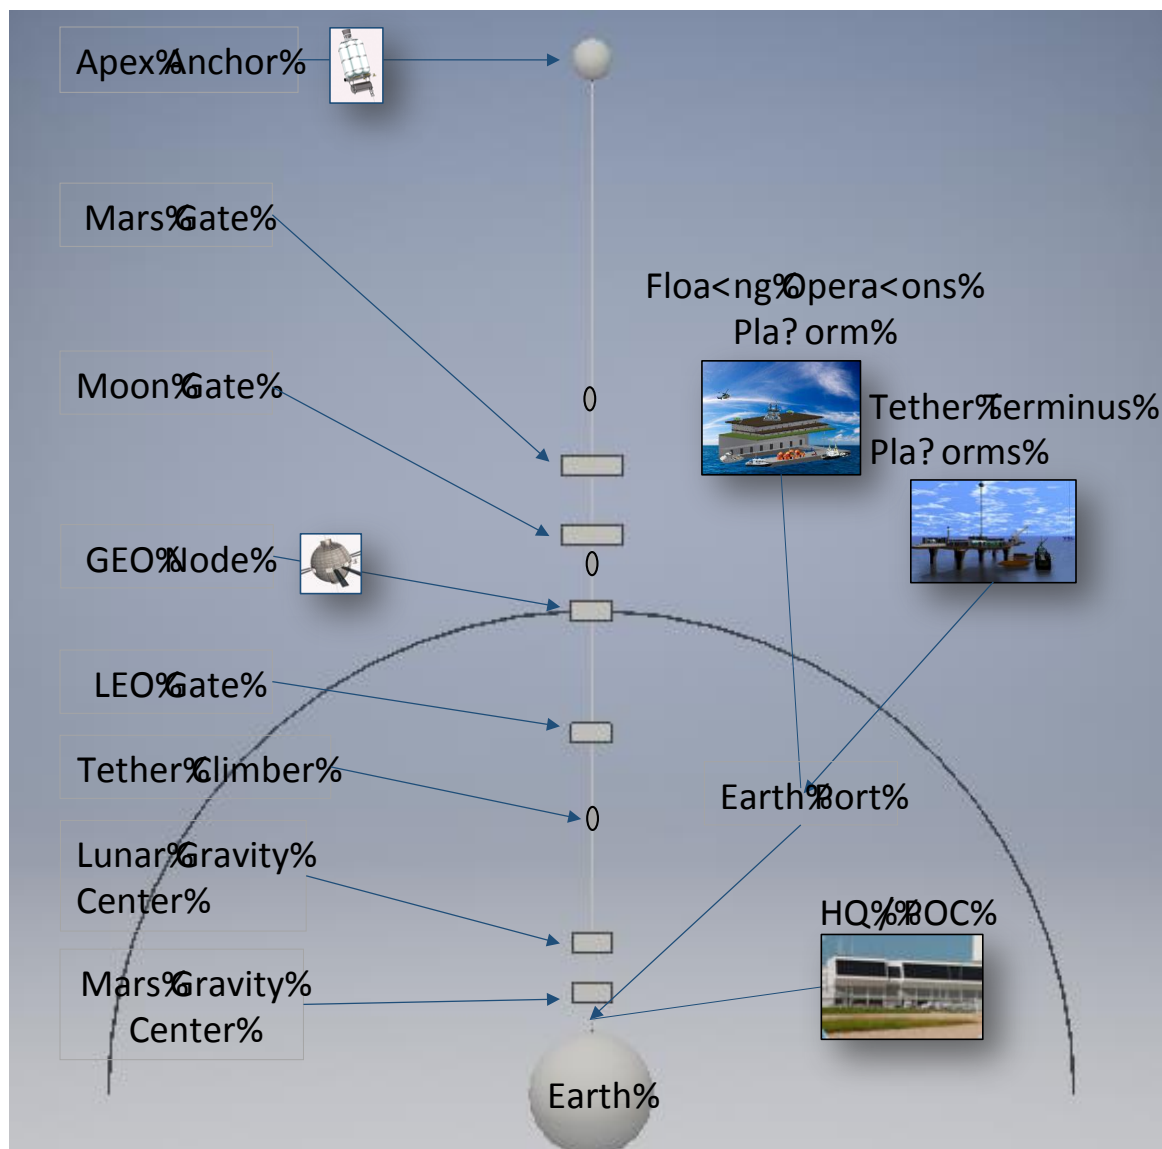 Apex%Anchor%
Mars%Gate%
Floa<ng%Opera<ons%
Pla? orm%
Moon%Gate%
Tether%Terminus%
Pla? orms%
GEO%Node%
LEO%Gate%
Tether%Climber%
Earth%Port%
Lunar%Gravity%
Center%
HQ%/%POC%
Mars%Gravity%
Center%
Earth%